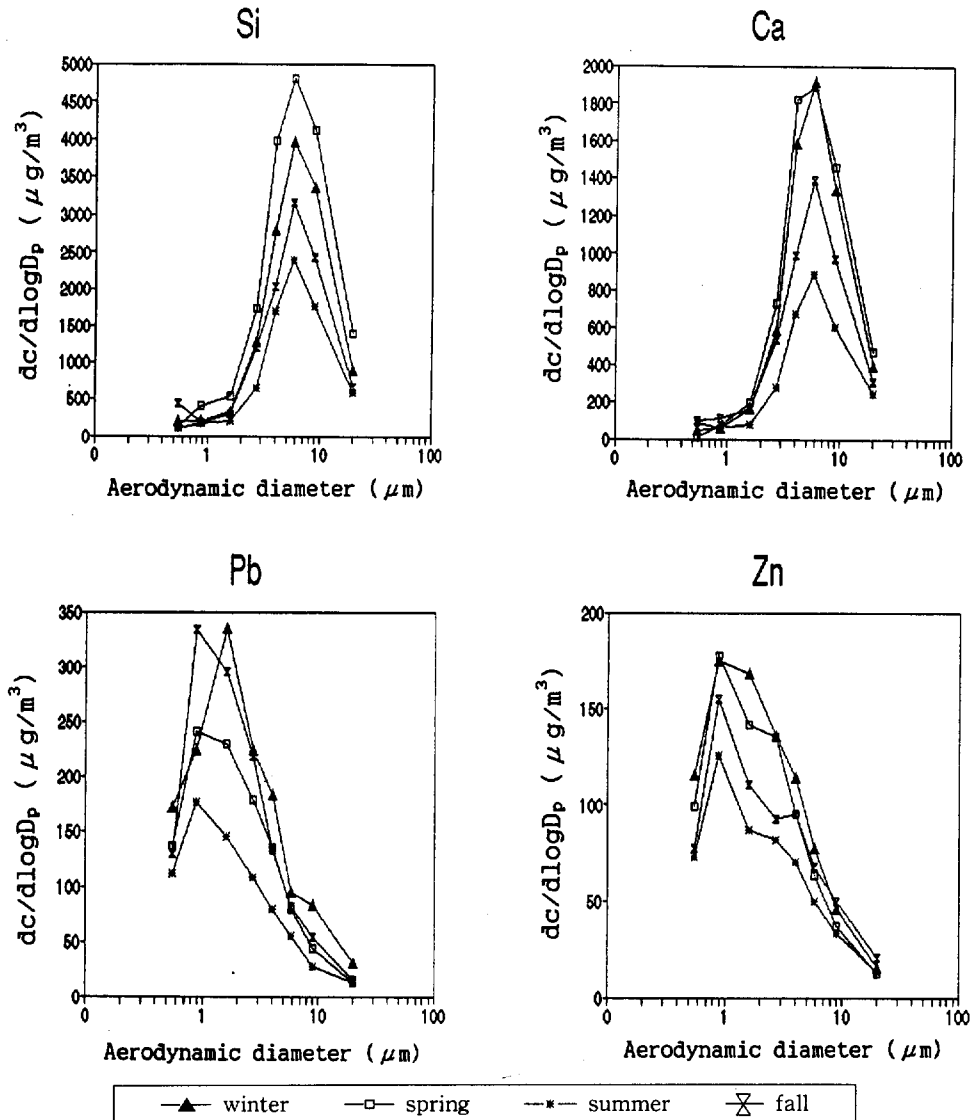 Si
5000
4500
4000
3500
3000
2500
2000
1500
1000
500
0
dc/dlogDp ( μg/m³)
0 1 10 100
Aerodynamic diameter ( μm)
Ca
2000
1800
1600
1400
1200
1000
800
600
400
200
0
dc/dlogDp ( μg/m³)
0 1 10 100
Aerodynamic diameter ( μm)
Pb
350
300
250
200
150
100
50
0
dc/dlogDp ( μg/m³)
0 1 10 100
Aerodynamic diameter ( μm)
Zn
200
150
100
50
0
dc/dlogDp ( μg/m³)
0 1 10 100
Aerodynamic diameter ( μm)
winter spring summer fall